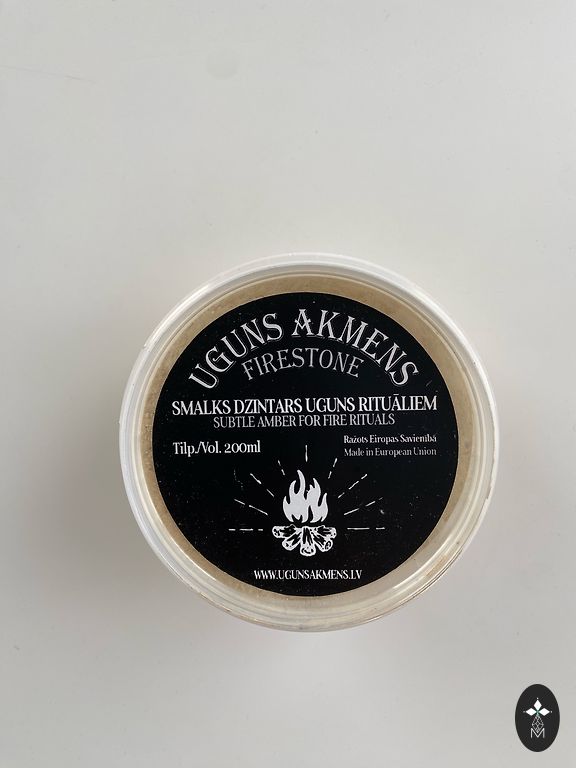 UGUNS AKMENS
FIRESTONE
SMALKS DZINTARS UGUNS RITUĀLIEM
SUBTLE AMBER FOR FIRE RITUALS
Tilp./Vol. 200ml
Ražots Eiropas Savienībā
Made in European Union
WWW.UGUNSAKMENS.LV
M